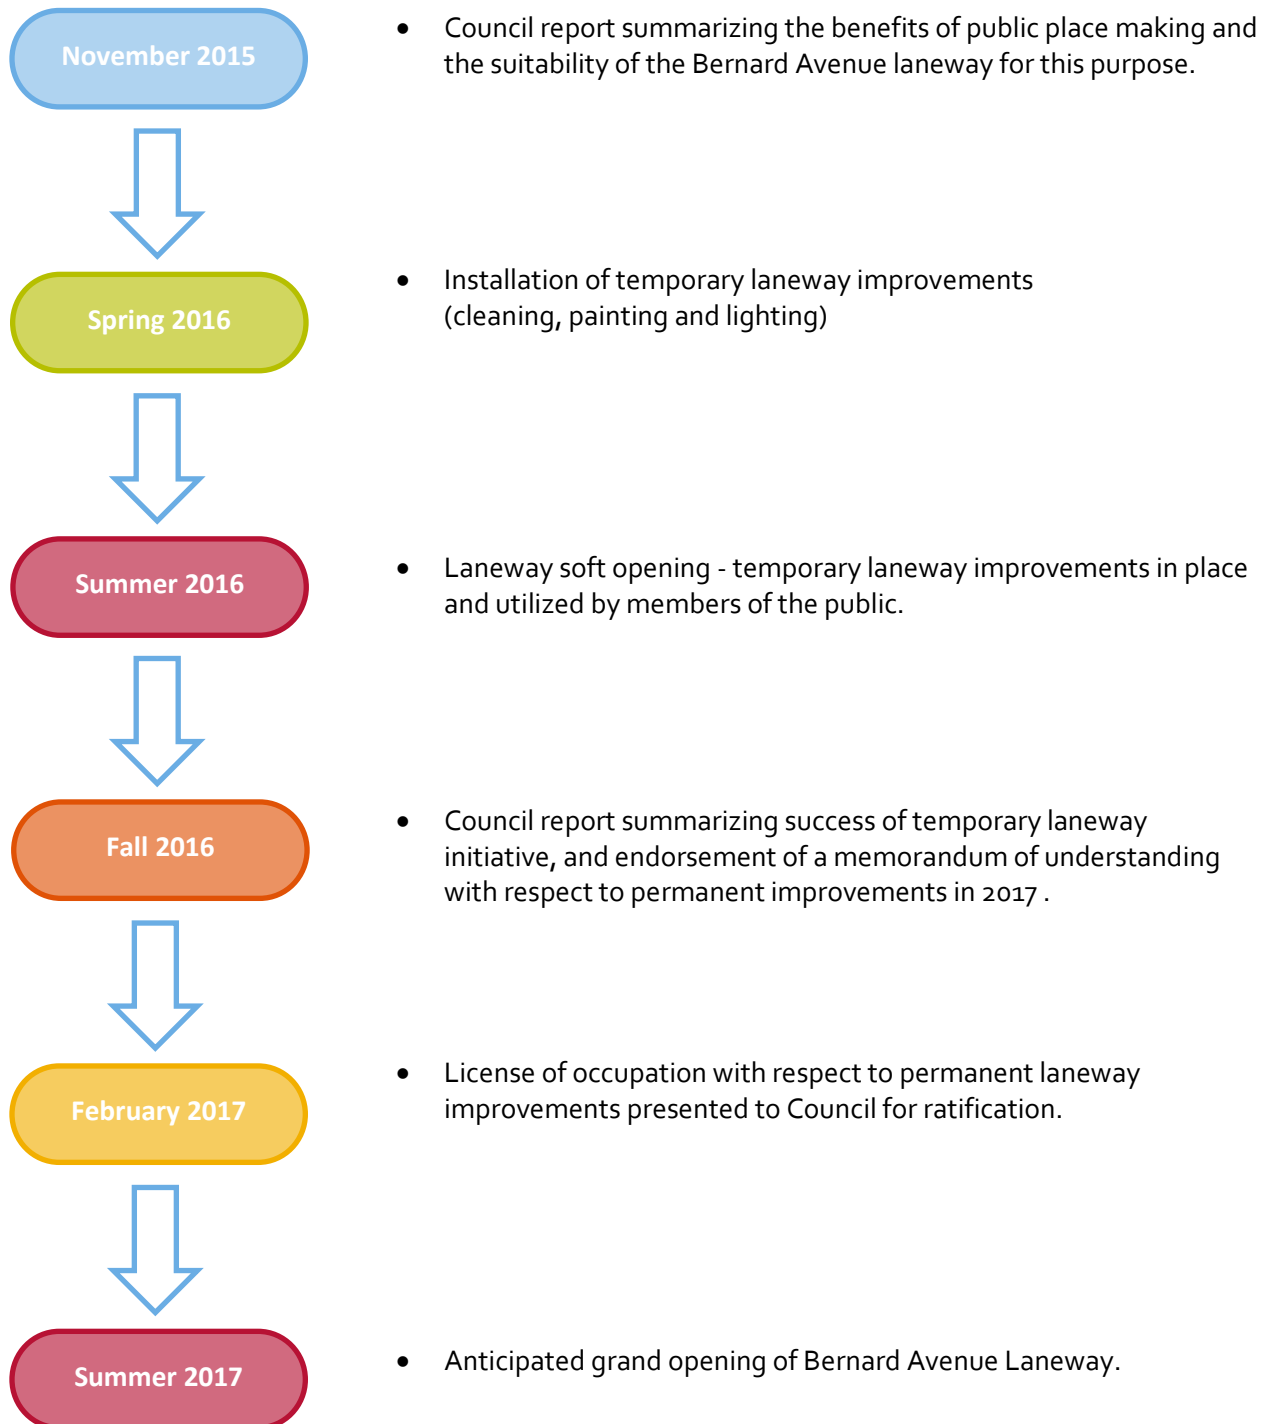 November 2015
• Council report summarizing the benefits of public place making and
the suitability of the Bernard Avenue laneway for this purpose.
Spring 2016
• Installation of temporary laneway improvements
(cleaning, painting and lighting)
Summer 2016
• Laneway soft opening - temporary laneway improvements in place
and utilized by members of the public.
Fall 2016
• Council report summarizing success of temporary laneway
initiative, and endorsement of a memorandum of understanding
with respect to permanent improvements in 2017 .
February 2017
• License of occupation with respect to permanent laneway
improvements presented to Council for ratification.
Summer 2017
• Anticipated grand opening of Bernard Avenue Laneway.